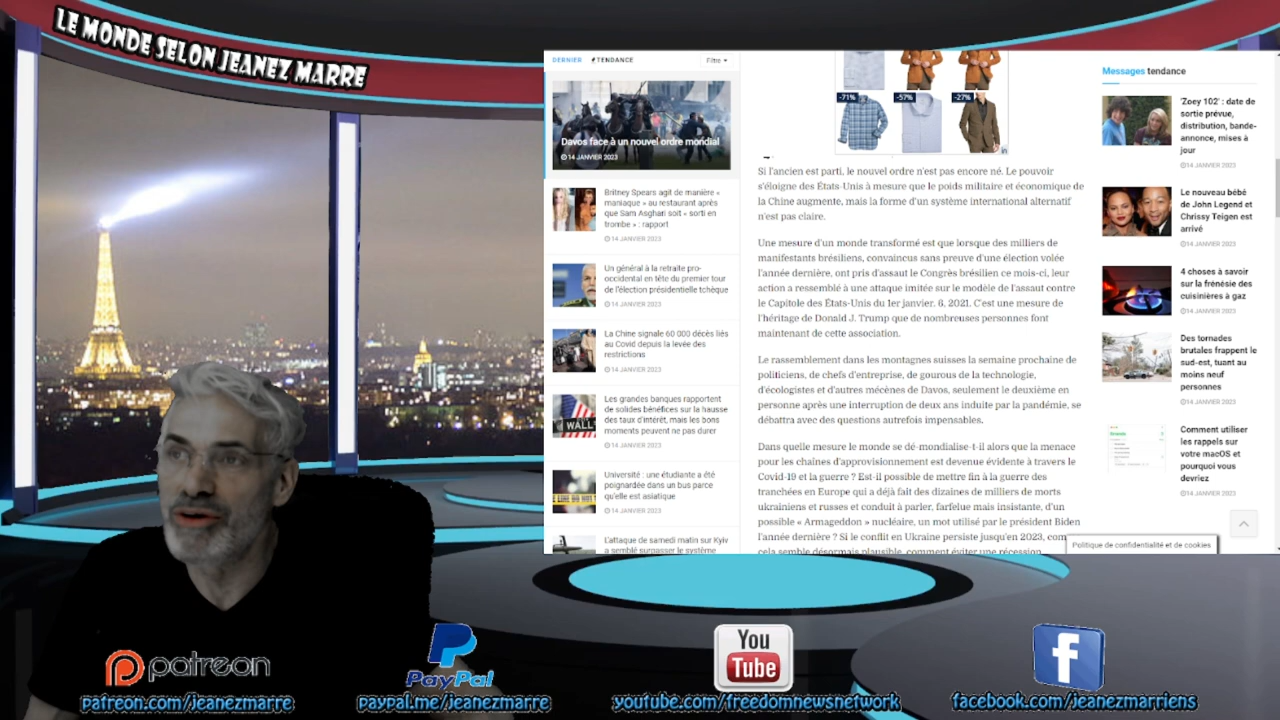 LE MONDE SELON JEANEZ MARRE
DERNIER
TENDANCE
Filtre
Davos face à un nouvel ordre mondial
14 JANVIER 2023
Britney Spears agit de manière «
maniaque » au restaurant après
que Sam Asghari soit « sorti en
trombe » : rapport
14 JANVIER 2023
Un général à la retraite pro-
occidental en tête du premier tour
de l'élection présidentielle tchèque
14 JANVIER 2023
La Chine signale 60 000 décès liés
au Covid depuis la levée des
restrictions
14 JANVIER 2023
Les grandes banques rapportent
de solides bénéfices sur la hausse
des taux d'intérêt, mais les bons
moments peuvent ne pas durer
14 JANVIER 2023
WALL
Université : une étudiante a été
poignardée dans un bus parce
qu'elle est asiatique
14 JANVIER 2023
L'attaque de samedi matin sur Kyiv
a semblé surpasser le système
-71%
-57%
-27%
Si l'ancien est parti, le nouvel ordre n'est pas encore né. Le pouvoir
s'éloigne des États-Unis à mesure que le poids militaire et économique de
la Chine augmente, mais la forme d'un système international alternatif
n'est pas claire.
Une mesure d'un monde transformé est que lorsque des milliers de
manifestants brésiliens, convaincus sans preuve d'une élection volée
l'année dernière, ont pris d'assaut le Congrès brésilien ce mois-ci, leur
action a ressemblé à une attaque imitée sur le modèle de l'assaut contre
le Capitole des États-Unis du 1er janvier. 6, 2021. C'est une mesure de
l'héritage de Donald J. Trump que de nombreuses personnes font
maintenant de cette association.
Le rassemblement dans les montagnes suisses la semaine prochaine de
politiciens, de chefs d'entreprise, de gourous de la technologie,
d'écologistes et d'autres mécènes de Davos, seulement le deuxième en
personne après une interruption de deux ans induite par la pandémie, se
débattra avec des questions autrefois impensables.
Dans quelle mesure le monde se dé-mondialise-t-il alors que la menace
pour les chaînes d'approvisionnement est devenue évidente à travers le
Covid-19 et la guerre ? Est-il possible de mettre fin à la guerre des
tranchées en Europe qui a déjà fait des dizaines de milliers de morts
ukrainiens et russes et conduit à parler, farfelue mais insistante, d'un
possible « Armageddon » nucléaire, un mot utilisé par le président Biden
l'année dernière ? Si le conflit en Ukraine persiste jusqu'en 2023, com
cela semble désormais plausible, comment éviter une récession
Messages tendance
'Zoey 102' : date de
sortie prévue,
distribution, bande-
annonce, mises à
jour
14 JANVIER 2023
Le nouveau bébé
de John Legend et
Chrissy Teigen est
arrivé
14 JANVIER 2023
4 choses à savoir
sur la frénésie des
cuisinières à gaz
14 JANVIER 2023
Des tornades
brutales frappent le
sud-est, tuant au
moins neuf
personnes
14 JANVIER 2023
Comment utiliser
les rappels sur
votre macOS et
pourquoi vous
devriez
14 JANVIER 2023
Politique de confidentialité et de cookies
patreon
patreon.com/jeanezmarre
PayPal
paypal.me/jeanezmarre
You
Tube
youtube.com/freedomnewsnetwork
f
facebook.com/jeanezmarriens